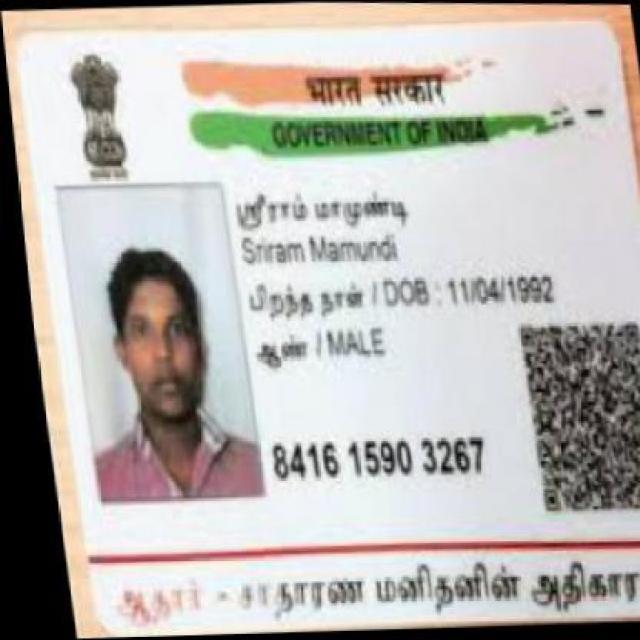 भारत सरकार
GOVERNMENT OF INDIA
ஸ்ரீராம் மாமுண்டி
Sriram Mamundi
பிறந்த நாள் / DOB : 11/04/1992
ஆண் / MALE
8416 1590 3267
ஆதார் - சாதாரண மனிதனின் அதிகார